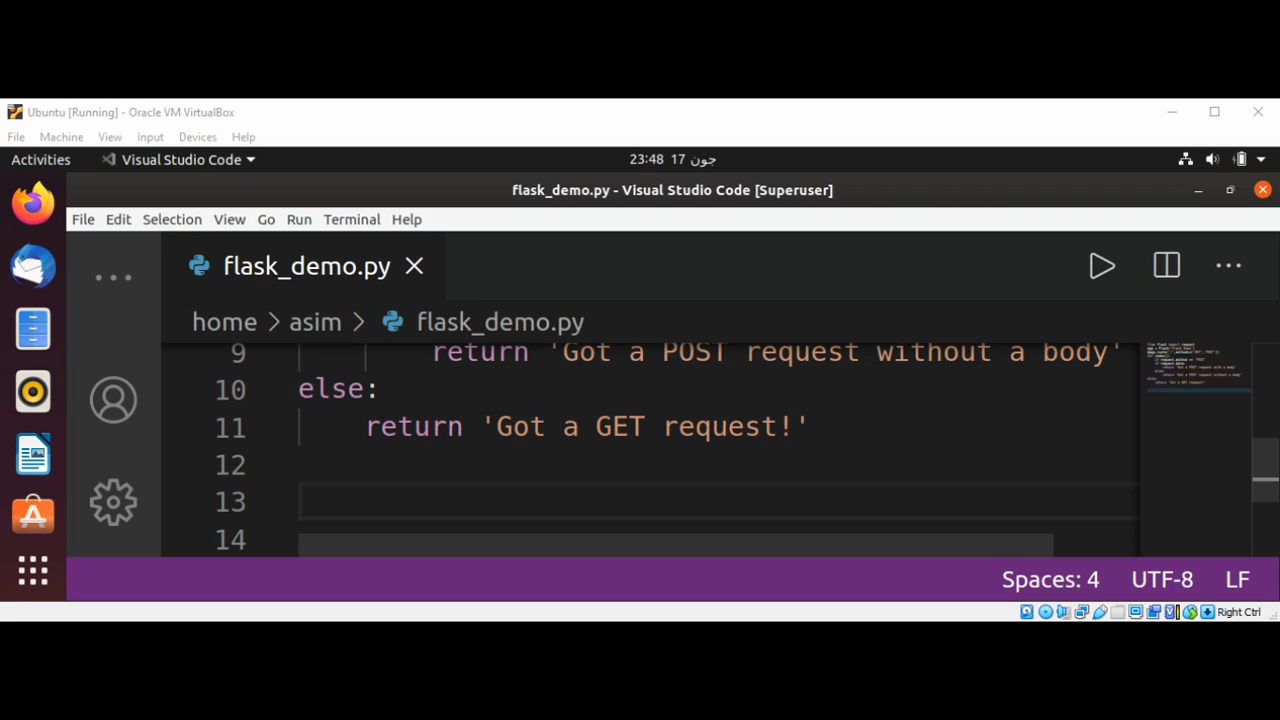 Ubuntu [Running] - Oracle VM VirtualBox
File Machine View Input Devices Help
Activities Visual Studio Code 23:48 17 جون
flask_demo.py - Visual Studio Code [Superuser]
File Edit Selection View Go Run Terminal Help
flask_demo.py
home > asim > flask_demo.py
9 return 'Got a POST request without a body'
10 else:
11 return 'Got a GET request!'
12
13
14
Spaces: 4 UTF-8 LF
Right Ctrl